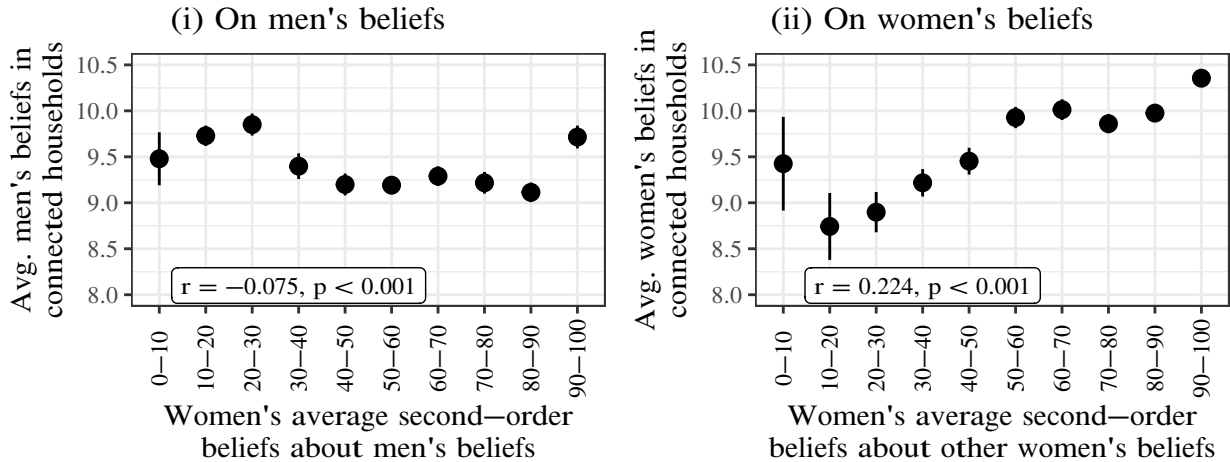 (i) On men's beliefs
Avg. men's beliefs in
connected households
10.5
10.0
9.5
9.0
8.5
8.0
r = −0.075, p < 0.001
0−10
10−20
20−30
30−40
40−50
50−60
60−70
70−80
80−90
90−100
Women's average second−order
beliefs about men's beliefs
(ii) On women's beliefs
Avg. women's beliefs in
connected households
10.5
10.0
9.5
9.0
8.5
8.0
r = 0.224, p < 0.001
0−10
10−20
20−30
30−40
40−50
50−60
60−70
70−80
80−90
90−100
Women's average second−order
beliefs about other women's beliefs